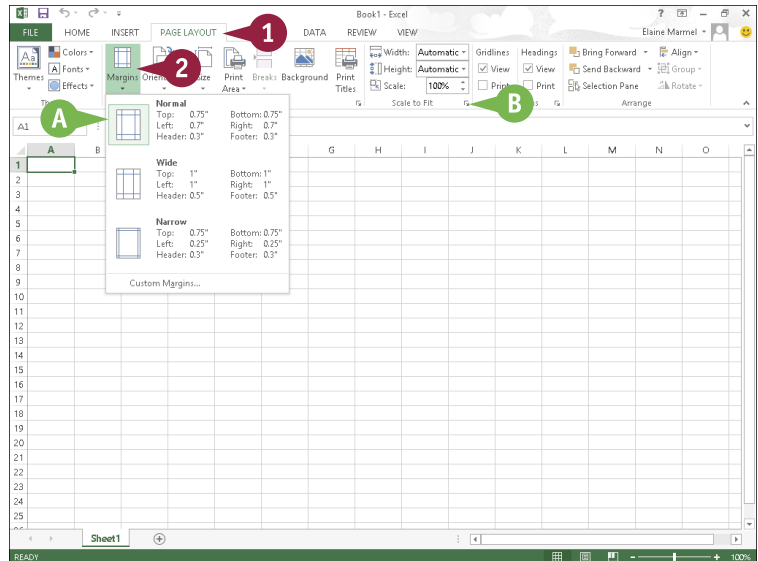 Book1 - Excel
FILE HOME INSERT PAGE LAYOUT 1 DATA REVIEW VIEW Elaine Marmel
Aa Colors Width: Automatic Gridlines Headings Bring Forward Align
A Fonts 2 Height: Automatic View View Send Backward Group
Themes Effects Margins Size Print Area Breaks Background Print Titles Scale: 100% Print Print Selection Pane Rotate
Scale to Fit Arrange
A B
A1
Normal
Top: 0.75" Bottom: 0.75"
Left: 0.7" Right: 0.7"
Header: 0.3" Footer: 0.3"
Wide
Top: 1" Bottom: 1"
Left: 1" Right: 1"
Header: 0.5" Footer: 0.5"
Narrow
Top: 0.75" Bottom: 0.75"
Left: 0.25" Right: 0.25"
Header: 0.3" Footer: 0.3"
Custom Margins...
A B G H I J K L M N O
1
2
3
4
5
6
7
8
9
10
11
12
13
14
15
16
17
18
19
20
21
22
23
24
25
Sheet1
READY 100%